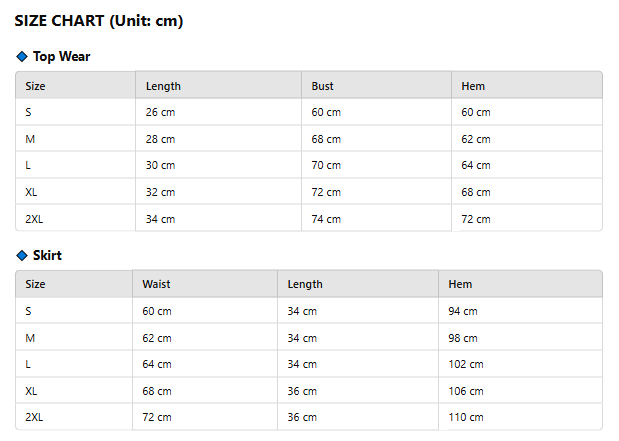 SIZE CHART (Unit: cm)
Top Wear
Size Length Bust Hem
S 26 cm 60 cm 60 cm
M 28 cm 68 cm 62 cm
L 30 cm 70 cm 64 cm
XL 32 cm 72 cm 68 cm
2XL 34 cm 74 cm 72 cm
Skirt
Size Waist Length Hem
S 60 cm 34 cm 94 cm
M 62 cm 34 cm 98 cm
L 64 cm 34 cm 102 cm
XL 68 cm 36 cm 106 cm
2XL 72 cm 36 cm 110 cm